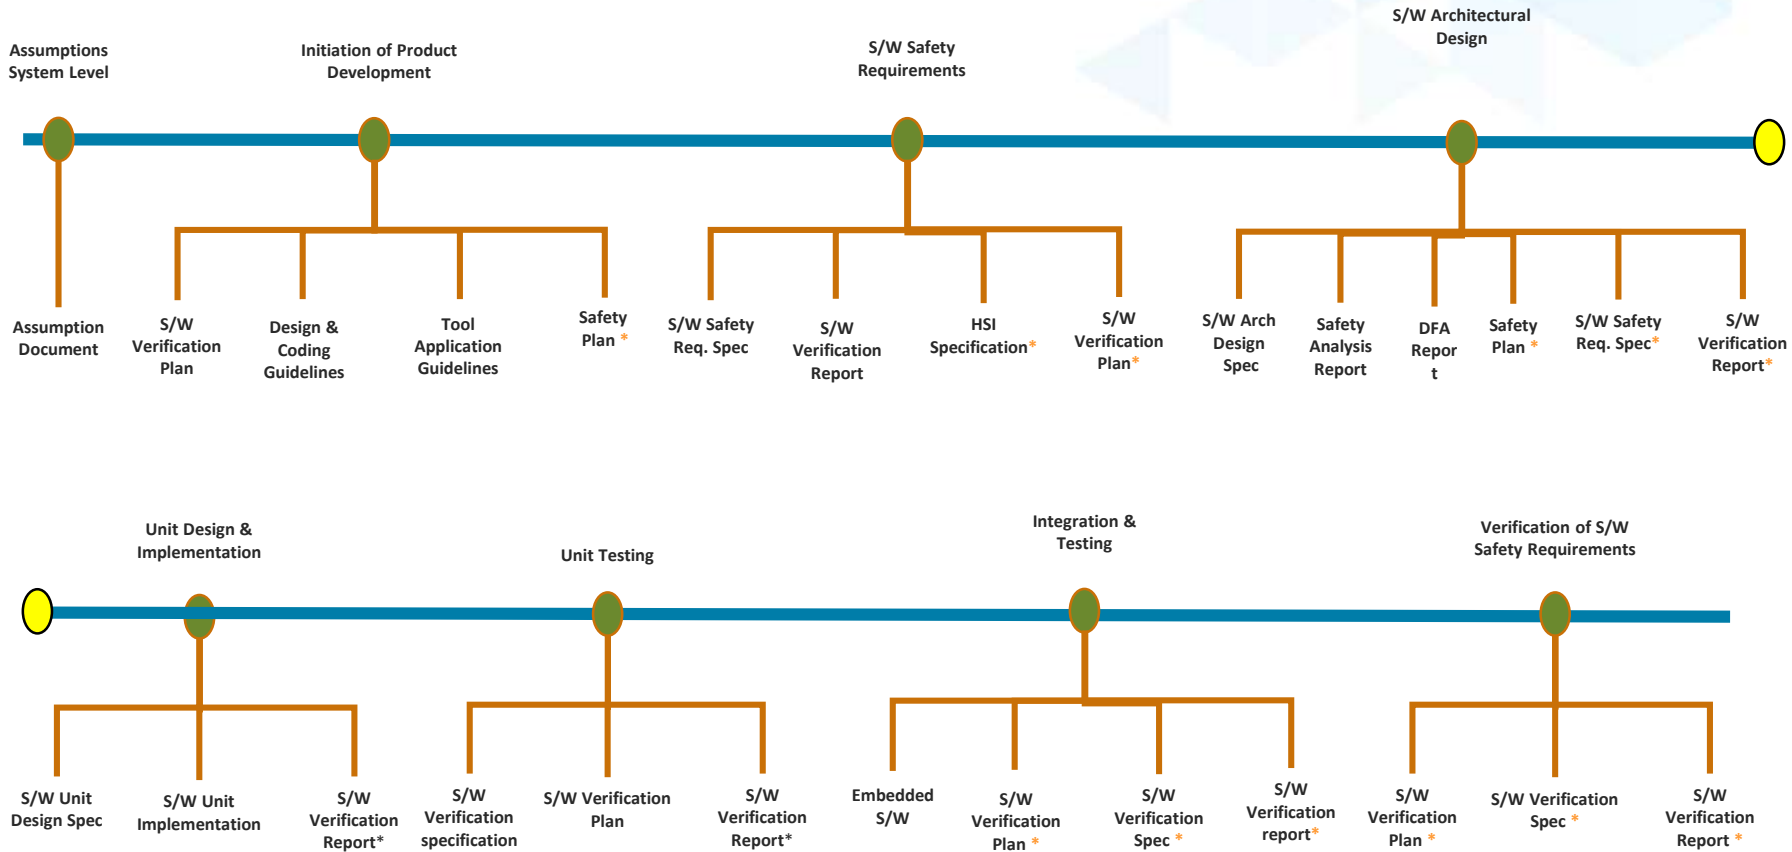 Assumptions
System Level
Initiation of Product
Development
S/W Safety
Requirements
S/W Architectural
Design
Assumption
Document
S/W
Verification
Plan
Design &
Coding
Guidelines
Tool
Application
Guidelines
Safety
Plan *
S/W Safety
Req. Spec
S/W
Verification
Report
HSI
Specification*
S/W
Verification
Plan*
S/W Arch
Design
Spec
Safety
Analysis
Report
DFA
Repor
t
Safety
Plan *
S/W Safety
Req. Spec*
S/W
Verification
Report*
Unit Design &
Implementation
Unit Testing
Integration &
Testing
Verification of S/W
Safety Requirements
S/W Unit
Design Spec
S/W Unit
Implementation
S/W
Verification
Report*
S/W
Verification
specification
S/W Verification
Plan
S/W
Verification
Report*
Embedded
S/W
S/W
Verification
Plan *
S/W
Verification
Spec *
S/W
Verification
report*
S/W
Verification
Plan *
S/W Verification
Spec *
S/W
Verification
Report *